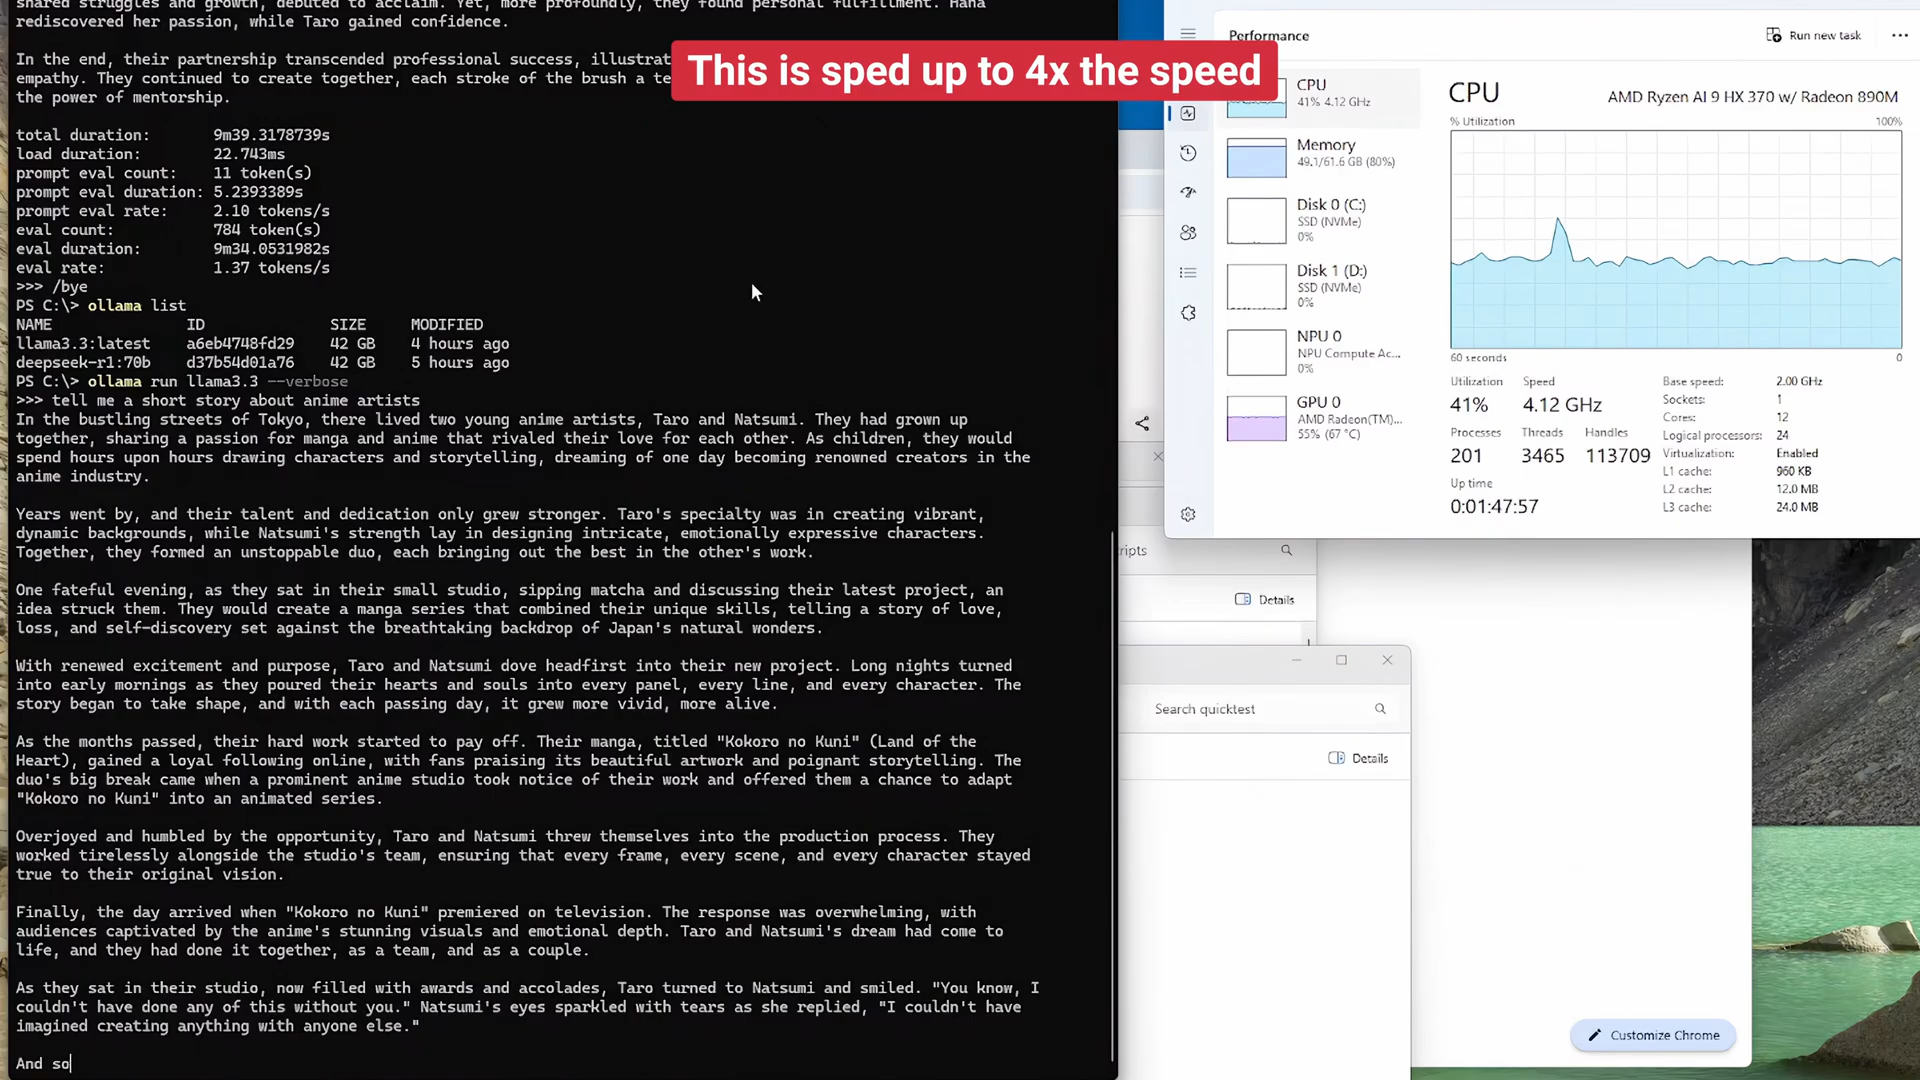 shared struggles and growth, debuted to acclaim. Yet, more profoundly, they found personal fulfillment. Hana
rediscovered her passion, while Taro gained confidence.
In the end, their partnership transcended professional success, illustrat
empathy. They continued to create together, each stroke of the brush a te
the power of mentorship.
This is sped up to 4x the speed
total duration: 9m39.3178739s
load duration: 22.743ms
prompt eval count: 11 token(s)
prompt eval duration: 5.2393389s
prompt eval rate: 2.10 tokens/s
eval count: 784 token(s)
eval duration: 9m34.0531982s
eval rate: 1.37 tokens/s
>>> /bye
PS C:\> ollama list
NAME ID SIZE MODIFIED
llama3.3:latest a6eb4748fd29 42 GB 4 hours ago
deepseek-r1:70b d37b54d01a76 42 GB 5 hours ago
PS C:\> ollama run llama3.3 --verbose
>>> tell me a short story about anime artists
In the bustling streets of Tokyo, there lived two young anime artists, Taro and Natsumi. They had grown up
together, sharing a passion for manga and anime that rivaled their love for each other. As children, they would
spend hours upon hours drawing characters and storytelling, dreaming of one day becoming renowned creators in the
anime industry.
Years went by, and their talent and dedication only grew stronger. Taro's specialty was in creating vibrant,
dynamic backgrounds, while Natsumi's strength lay in designing intricate, emotionally expressive characters.
Together, they formed an unstoppable duo, each bringing out the best in the other's work.
One fateful evening, as they sat in their small studio, sipping matcha and discussing their latest project, an
idea struck them. They would create a manga series that combined their unique skills, telling a story of love,
loss, and self-discovery set against the breathtaking backdrop of Japan's natural wonders.
With renewed excitement and purpose, Taro and Natsumi dove headfirst into their new project. Long nights turned
into early mornings as they poured their hearts and souls into every panel, every line, and every character. The
story began to take shape, and with each passing day, it grew more vivid, more alive.
As the months passed, their hard work started to pay off. Their manga, titled "Kokoro no Kuni" (Land of the
Heart), gained a loyal following online, with fans praising its beautiful artwork and poignant storytelling. The
duo's big break came when a prominent anime studio took notice of their work and offered them a chance to adapt
"Kokoro no Kuni" into an animated series.
Overjoyed and humbled by the opportunity, Taro and Natsumi threw themselves into the production process. They
worked tirelessly alongside the studio's team, ensuring that every frame, every scene, and every character stayed
true to their original vision.
Finally, the day arrived when "Kokoro no Kuni" premiered on television. The response was overwhelming, with
audiences captivated by the anime's stunning visuals and emotional depth. Taro and Natsumi's dream had come to
life, and they had done it together, as a team, and as a couple.
As they sat in their studio, now filled with awards and accolades, Taro turned to Natsumi and smiled. "You know, I
couldn't have done any of this without you." Natsumi's eyes sparkled with tears as she replied, "I couldn't have
imagined creating anything with anyone else."
And so
Performance
Run new task
CPU
41% 4.12 GHz
Memory
49.1/61.6 GB (80%)
Disk 0 (C:)
SSD (NVMe)
0%
Disk 1 (D:)
SSD (NVMe)
0%
NPU 0
NPU Compute Ac...
0%
GPU 0
AMD Radeon(TM)...
55% (67 °C)
CPU
AMD Ryzen AI 9 HX 370 w/ Radeon 890M
% Utilization 100%
60 seconds 0
Utilization Speed
41% 4.12 GHz
Processes Threads Handles
201 3465 113709
Up time
0:01:47:57
Base speed: 2.00 GHz
Sockets: 1
Cores: 12
Logical processors: 24
Virtualization: Enabled
L1 cache: 960 KB
L2 cache: 12.0 MB
L3 cache: 24.0 MB
ripts
Details
Search quicktest
Details
Customize Chrome